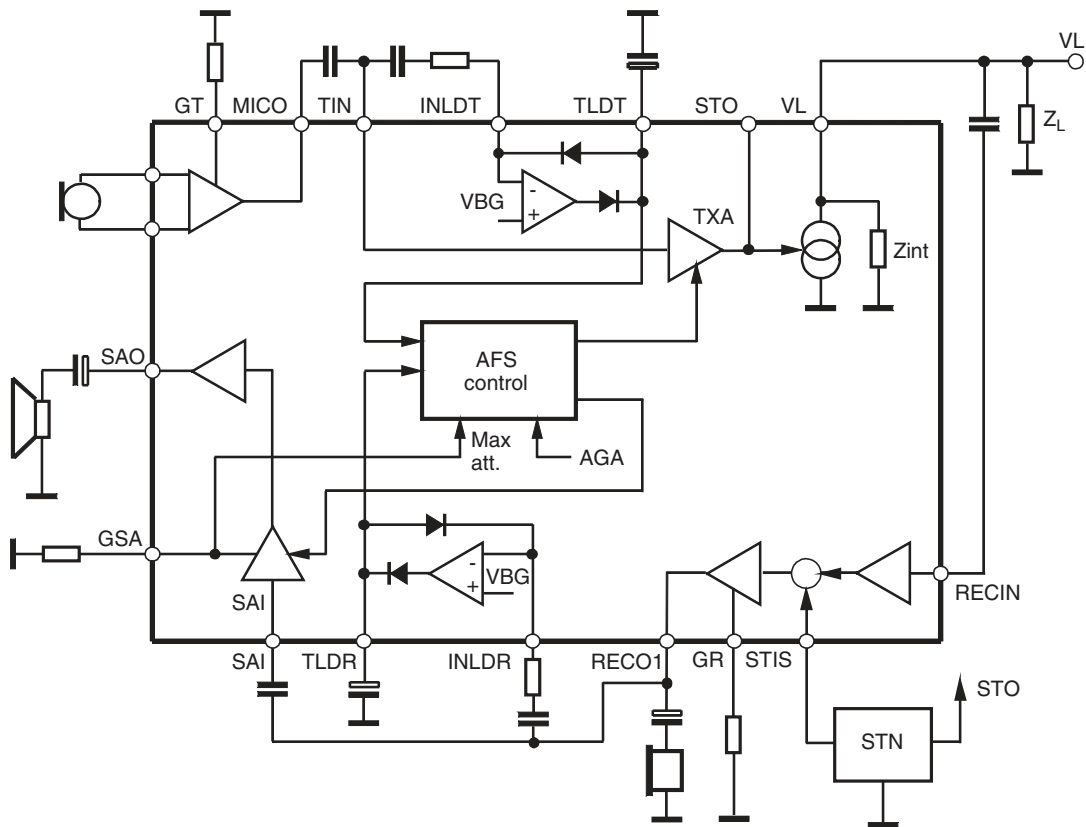 VL
GT MICO TIN INLDT TLDT STO VL
Z_L
VBG
-
+
TXA
Zint
SAO
AFS
control
Max
att.
AGA
GSA
-
VBG
+
SAI
RECIN
SAI TLDR INLDR RECO1 GR STIS
STO
STN